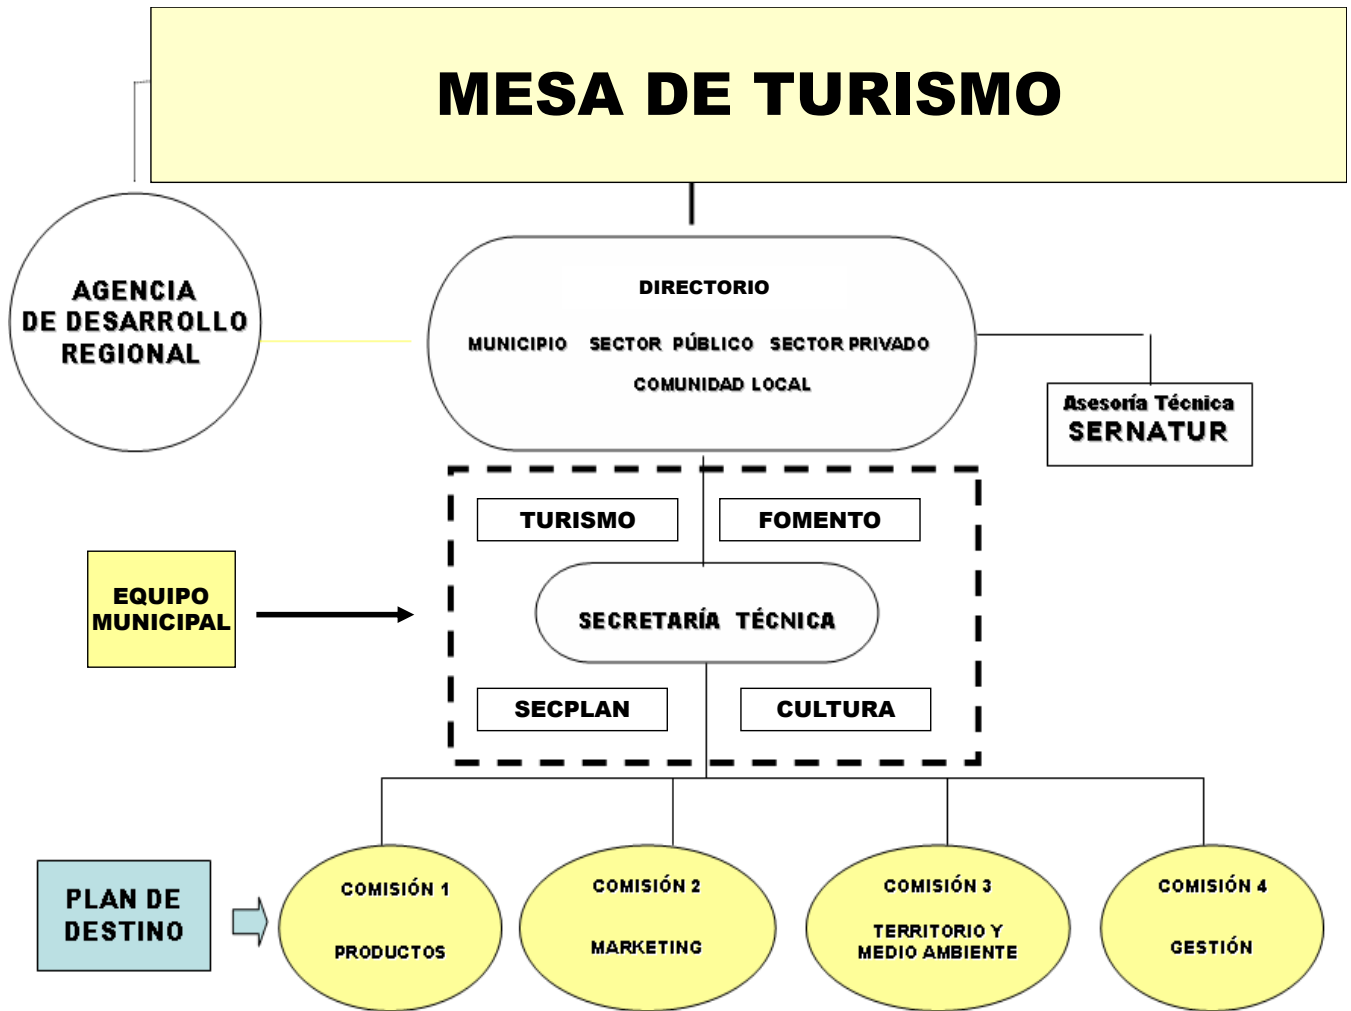 MESA DE TURISMO
AGENCIA
DE DESARROLLO
REGIONAL
DIRECTORIO
MUNICIPIO SECTOR PÚBLICO SECTOR PRIVADO
COMUNIDAD LOCAL
Asesoría Técnica
SERNATUR
TURISMO
FOMENTO
EQUIPO
MUNICIPAL
SECRETARÍA TÉCNICA
SECPLAN
CULTURA
PLAN DE
DESTINO
COMISIÓN 1
PRODUCTOS
COMISIÓN 2
MARKETING
COMISIÓN 3
TERRITORIO Y
MEDIO AMBIENTE
COMISIÓN 4
GESTIÓN